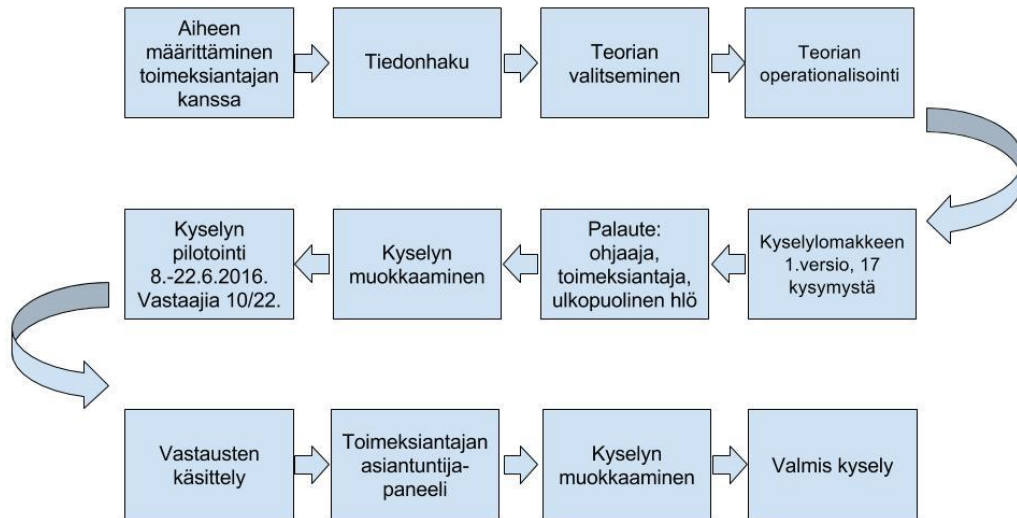 Aiheen
määrittäminen
toimeksiantajan
kanssa
Tiedonhaku
Teorian
valitseminen
Teorian
operationalisointi
Kyselylomakkeen
1.versio, 17
kysymystä
Palaute:
ohjaaja,
toimeksiantaja,
ulkopuolinen hlö
Kyselyn
muokkaaminen
Kyselyn
pilotointi
8.-22.6.2016.
Vastaajia 10/22.
Vastausten
käsittely
Toimeksiantajan
asiantuntija-
paneeli
Kyselyn
muokkaaminen
Valmis kysely